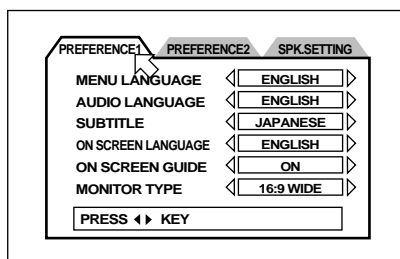 PREFERENCE1 PREFERENCE2 SPK.SETTING
MENU LANGUAGE ENGLISH
AUDIO LANGUAGE ENGLISH
SUBTITLE JAPANESE
ON SCREEN LANGUAGE ENGLISH
ON SCREEN GUIDE ON
MONITOR TYPE 16:9 WIDE
PRESS ◀▶ KEY